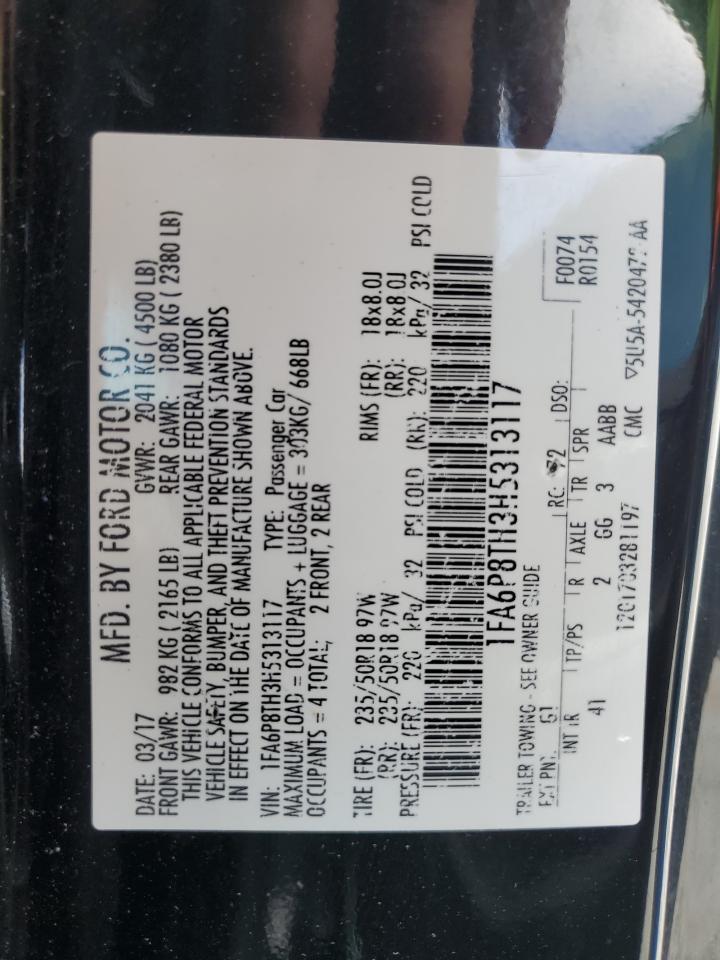 MFD. BY FORD MOTOR CO.
DATE: 03/17 GVWR: 2041 KG ( 4500 LB)
FRONT GAWR: 982 KG ( 2165 LB) REAR GAWR: 1080 KG ( 2380 LB)
THIS VEHICLE CONFORMS TO ALL APPLICABLE FEDERAL MOTOR
VEHICLE SAFETY, BUMPER, AND THEFT PREVENTION STANDARDS
IN EFFECT ON THE DATE OF MANUFACTURE SHOWN ABOVE.
VIN: 1FA6P8TH3H5313117 TYPE: Passenger Car
MAXIMUM LOAD = OCCUPANTS + LUGGAGE = 303KG/ 668LB
OCCUPANTS = 4 TOTAL; 2 FRONT, 2 REAR
TIRE (FR): 235/50R18 97W RIMS (FR): 18x8.0J
(RR): 235/50R18 97W (RR): 18x8.0J
PRESSURE (FR): 220 kPa/ 32 PSI COLD (RR): 220 kPa/ 32 PSI COLD
1FA6P8TH3H5313117
TRAILER TOWING - SEE OWNER GUIDE
EXT PNT: G1 RC: DSO: F0074
INT TR TP/PS R AXLE TR SPR R0154
41 2 GG 3 AABB
CMC